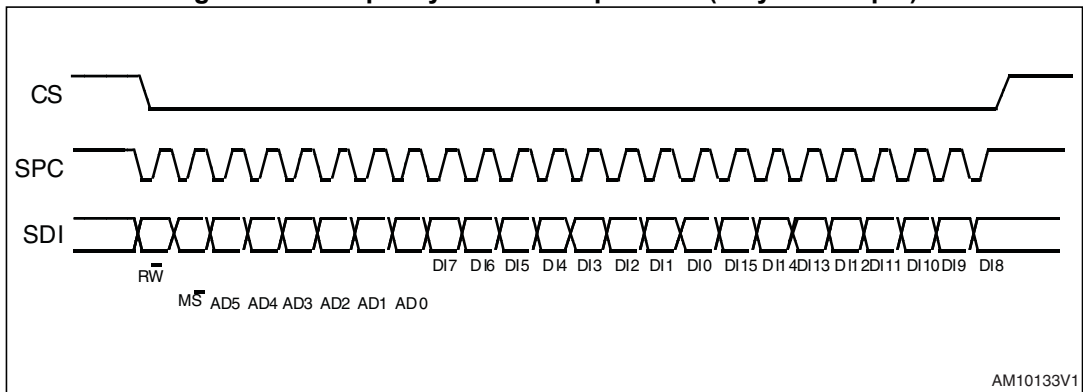 CS
SPC
SDI
DI7 DI6 DI5 DI4 DI3 DI2 DI1 DI0 DI15 DI14 DI13 DI12 DI11 DI10 DI9 DI8
RW
MS AD5 AD4 AD3 AD2 AD1 AD0
AM10133V1